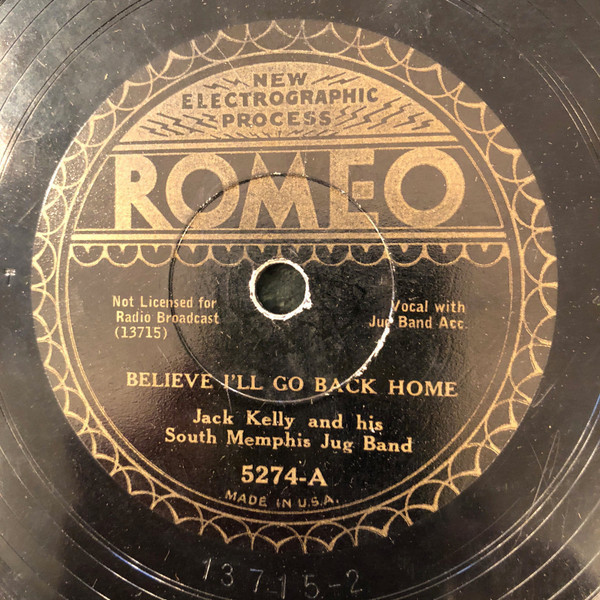 NEW
ELECTROGRAPHIC
PROCESS
ROMEO
Not Licensed for
Radio Broadcast
(13715)
Vocal with
Jug Band Acc.
BELIEVE I'LL GO BACK HOME
Jack Kelly and his
South Memphis Jug Band
5274-A
MADE IN U.S.A.
13715-2